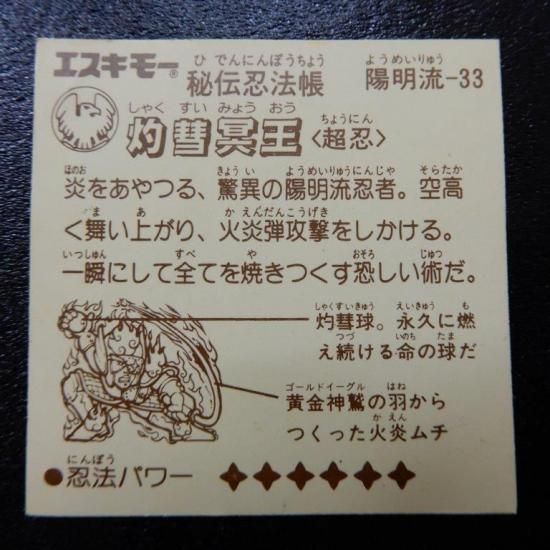 エスキモー® 秘伝忍法帳 陽明流-33
ひでんにんぽうちょう ようめいりゅう
しゃく すい みょう おう
灼彗冥王〈超忍〉
ちょうにん
ほのお きょうい ようめいりゅうにんじゃ そらたか
炎をあやつる、驚異の陽明流忍者。空高
ま あ かえんだんこうげき
く舞い上がり、火炎弾攻撃をしかける。
いっしゅん すべ や おそろ じゅつ
一瞬にして全てを焼きつくす恐しい術だ。
しゃくすいきゅう えいきゅう も
灼彗球。永久に燃
つづ いのち たま
え続ける命の球だ
ゴールドイーグル はね
黄金神鷲の羽から
かえん
つくった火炎ムチ
にんぽう
●忍法パワー ✦✦✦✦✦✦